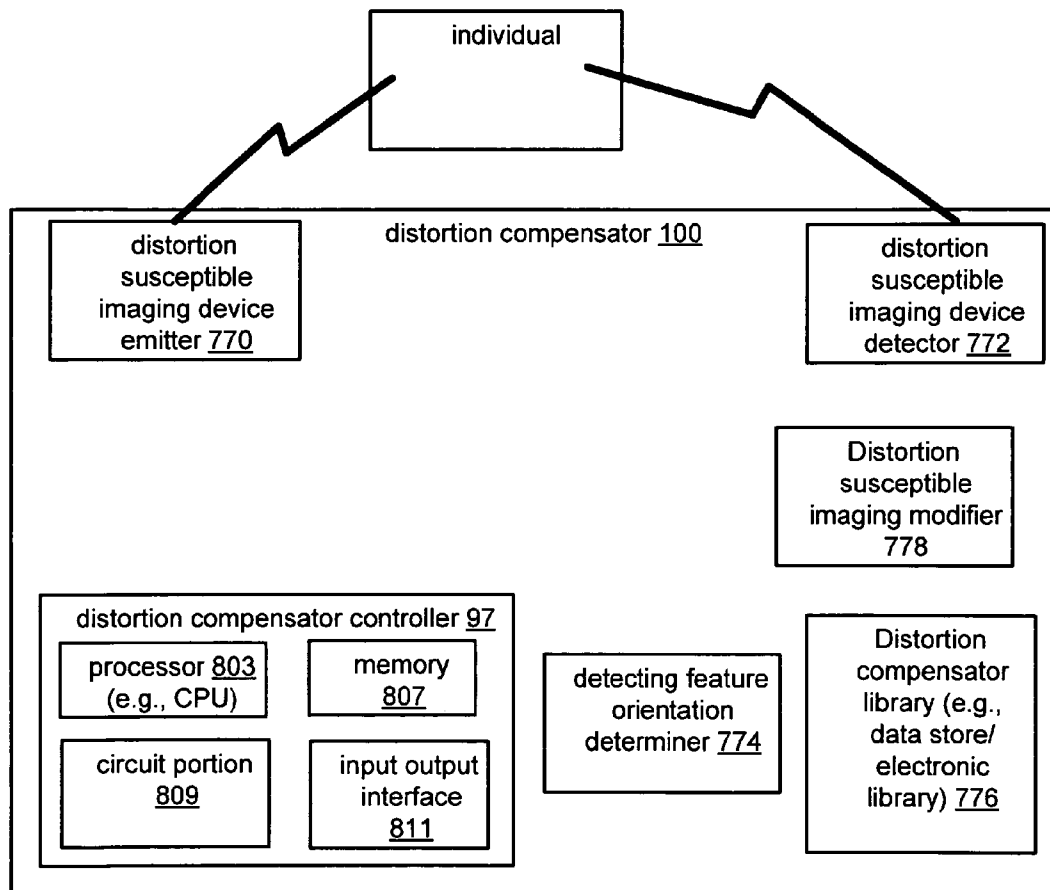 individual
distortion compensator 100
distortion
susceptible
imaging device
emitter 770
distortion
susceptible
imaging device
detector 772
Distortion
susceptible
imaging modifier
778
distortion compensator controller 97
processor 803
(e.g., CPU)
memory
807
circuit portion
809
input output
interface
811
detecting feature
orientation
determiner 774
Distortion
compensator
library (e.g.,
data store/
electronic
library) 776